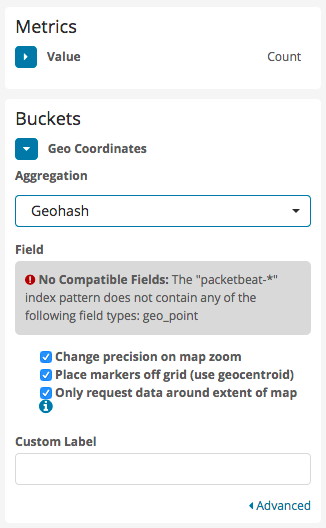 Metrics
Value Count
Buckets
Geo Coordinates
Aggregation
Geohash
Field
No Compatible Fields: The "packetbeat-*"
index pattern does not contain any of the
following field types: geo_point
Change precision on map zoom
Place markers off grid (use geocentroid)
Only request data around extent of map
Custom Label
Advanced